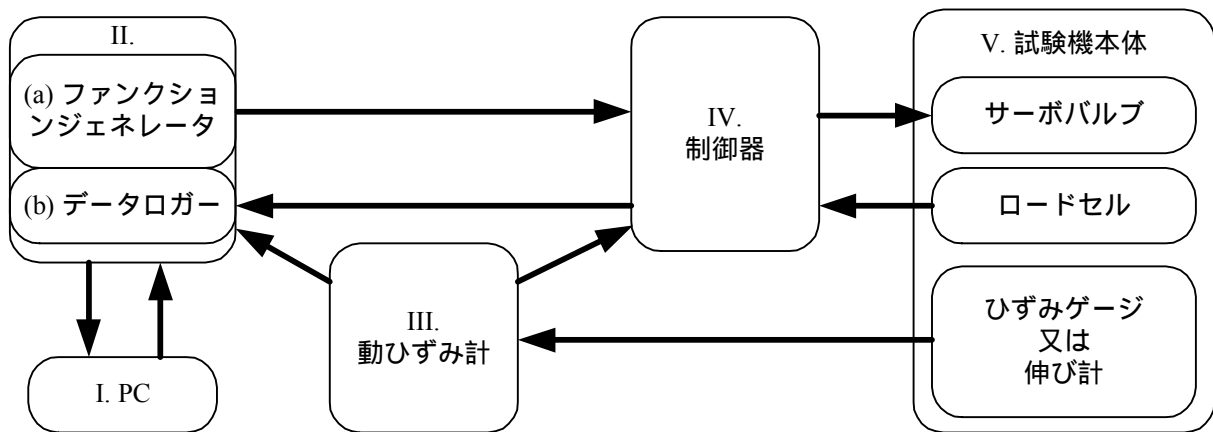 II.
(a) ファンクショ
ンジェネレータ
(b) データロガー
I. PC
III.
動ひずみ計
IV.
制御器
V. 試験機本体
サーボバルブ
ロードセル
ひずみゲージ
又は
伸び計